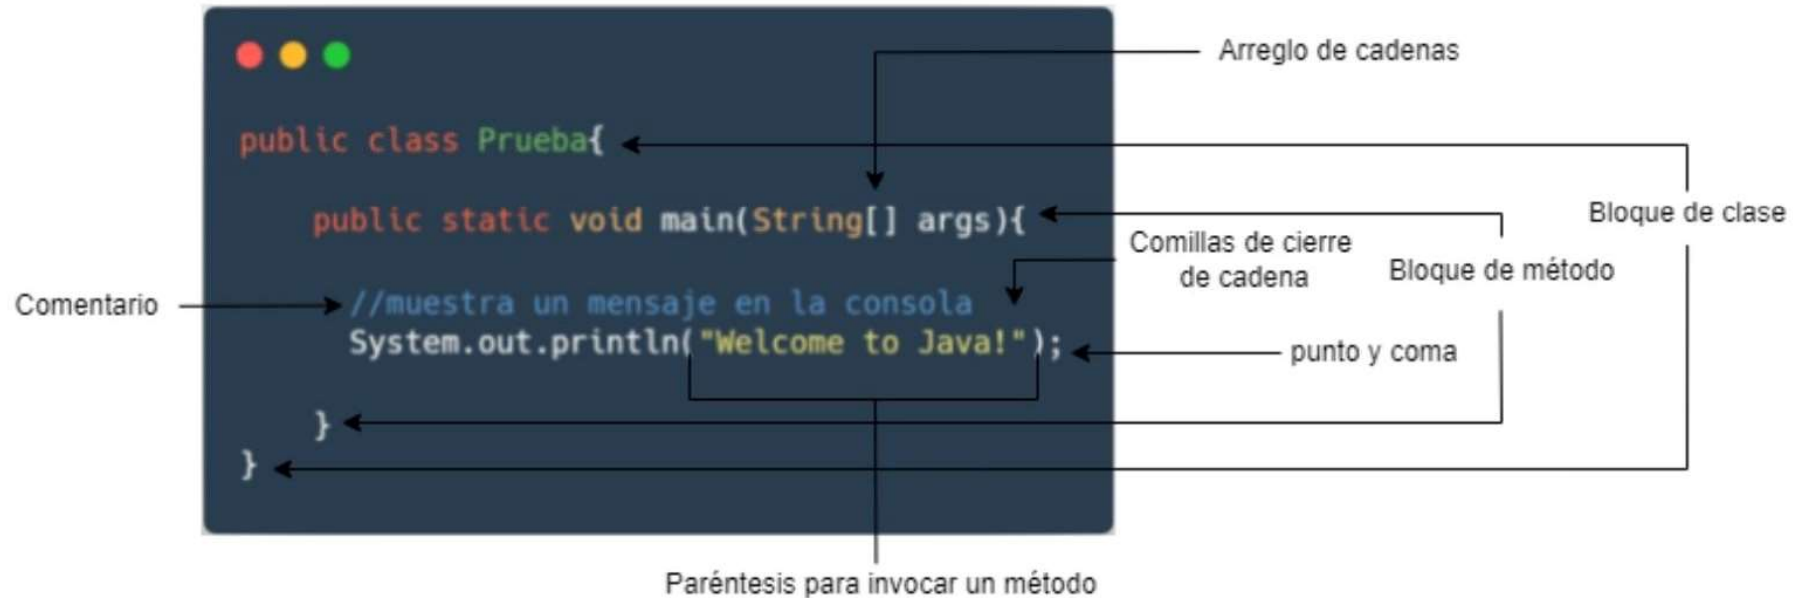 Arreglo de cadenas
public class Prueba{
Bloque de clase
public static void main(String[] args){
Comillas de cierre
de cadena
Bloque de método
Comentario
//muestra un mensaje en la consola
System.out.println("Welcome to Java!");
punto y coma
}
}
Paréntesis para invocar un método